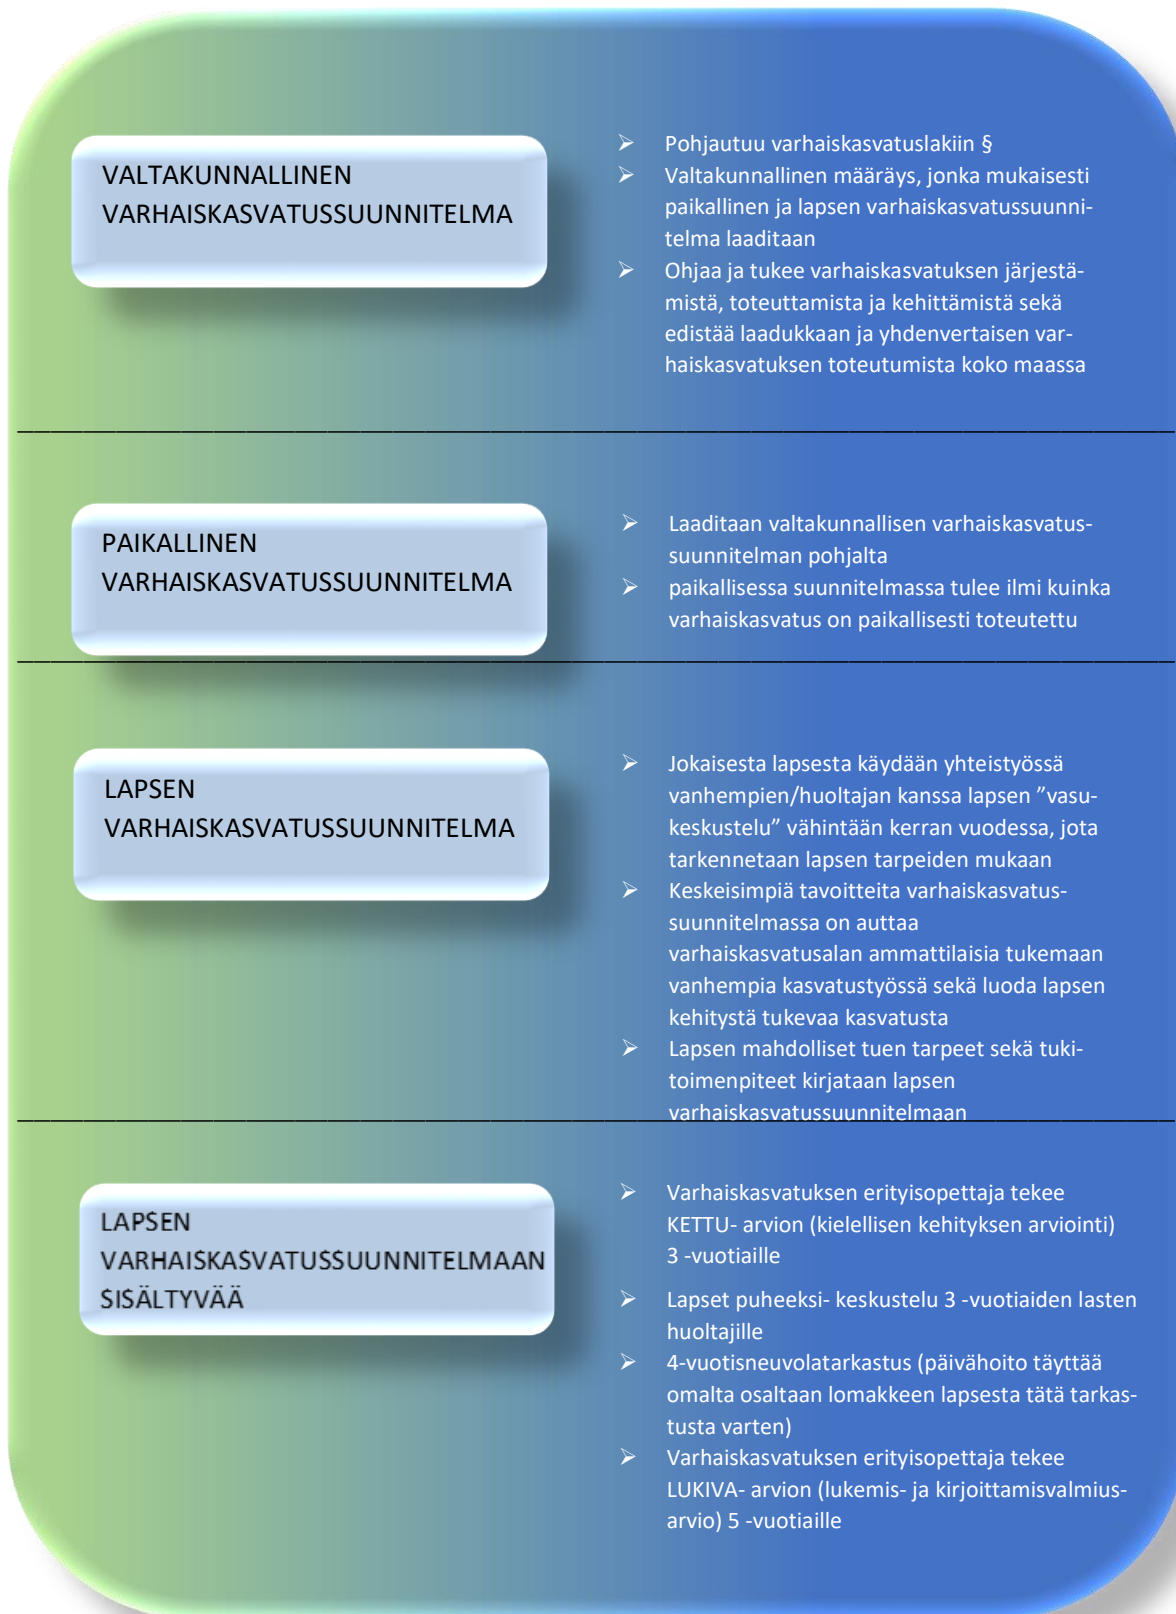 VALTAKUNNALLINEN
VARHAISKASVATUSSUUNNITELMA
➢ Pohjautuu varhaiskasvatuslakiin §
➢ Valtakunnallinen määräys, jonka mukaisesti
paikallinen ja lapsen varhaiskasvatussuunni-
telma laaditaan
➢ Ohjaa ja tukee varhaiskasvatuksen järjestä-
mistä, toteuttamista ja kehittämistä sekä
edistää laadukkaan ja yhdenvertaisen var-
haiskasvatuksen toteutumista koko maassa
PAIKALLINEN
VARHAISKASVATUSSUUNNITELMA
➢ Laaditaan valtakunnallisen varhaiskasvatus-
suunnitelman pohjalta
➢ paikallisessa suunnitelmassa tulee ilmi kuinka
varhaiskasvatus on paikallisesti toteutettu
LAPSEN
VARHAISKASVATUSSUUNNITELMA
➢ Jokaisesta lapsesta käydään yhteistyössä
vanhempien/huoltajan kanssa lapsen ”vasu-
keskustelu” vähintään kerran vuodessa, jota
tarkennetaan lapsen tarpeiden mukaan
➢ Keskeisimpiä tavoitteita varhaiskasvatus-
suunnitelmassa on auttaa
varhaiskasvatusalan ammattilaisia tukemaan
vanhempia kasvatustyössä sekä luoda lapsen
kehitystä tukevaa kasvatusta
➢ Lapsen mahdolliset tuen tarpeet sekä tuki-
toimenpiteet kirjataan lapsen
varhaiskasvatussuunnitelmaan
LAPSEN
VARHAISKASVATUSSUUNNITELMAAN
SISÄLTYVÄÄ
➢ Varhaiskasvatuksen erityisopettaja tekee
KETTU- arvion (kielellisen kehityksen arviointi)
3 -vuotiaille
➢ Lapset puheeksi- keskustelu 3 -vuotiaiden lasten
huoltajille
➢ 4-vuotisneuvolatarkastus (päivähoito täyttää
omalta osaltaan lomakkeen lapsesta tätä tarkas-
tusta varten)
➢ Varhaiskasvatuksen erityisopettaja tekee
LUKIVA- arvion (lukemis- ja kirjoittamisvalmius-
arvio) 5 -vuotiaille